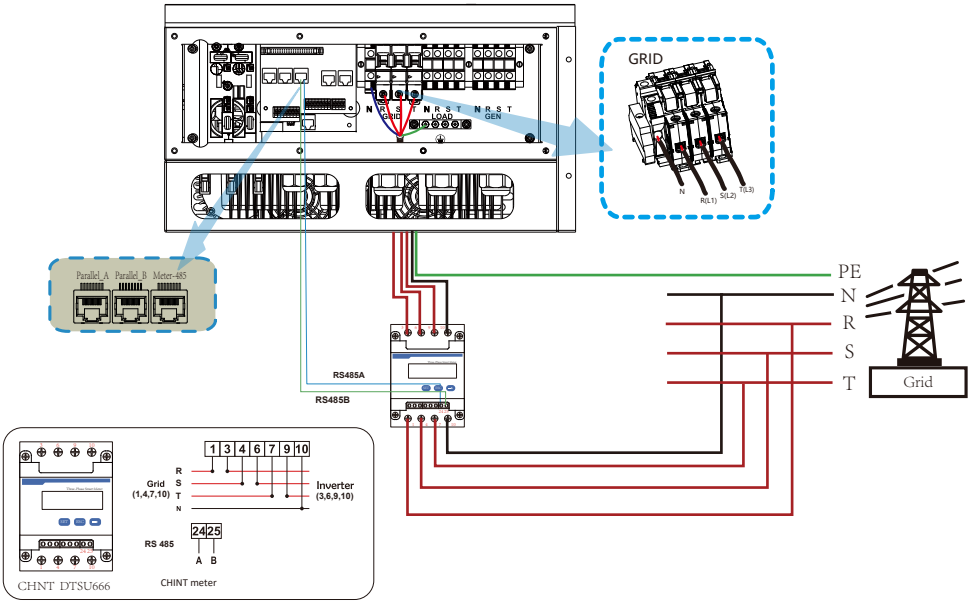 N R S T
GRID
N R S T
LOAD
N R S T
GEN
GRID
N
R(L1)
S(L2)
T(L3)
Parallel_A Parallel_B Meter-485
PE
N
R
S
T
Grid
RS485A
RS485B
1 3 4 6 7 9 10
R
S
T
N
Grid
(1,4,7,10)
Inverter
(3,6,9,10)
24 25
RS 485
A B
CHNT DTSU666
CHINT meter